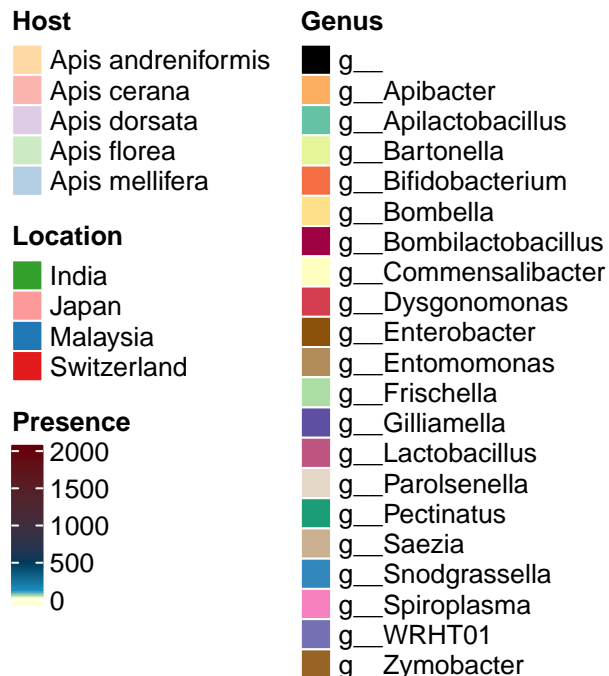 Host
Apis andreniformis
Apis cerana
Apis dorsata
Apis florea
Apis mellifera
Location
India
Japan
Malaysia
Switzerland
Presence
2000
1500
1000
500
0
Genus
g__
g__Apibacter
g__Apilactobacillus
g__Bartonella
g__Bifidobacterium
g__Bombella
g__Bombilactobacillus
g__Commensalibacter
g__Dysgonomonas
g__Enterobacter
g__Entomomonas
g__Frischella
g__Gilliamella
g__Lactobacillus
g__Parolsenella
g__Pectinatus
g__Saezia
g__Snodgrassella
g__Spiroplasma
g__WRHT01
g__Zymobacter